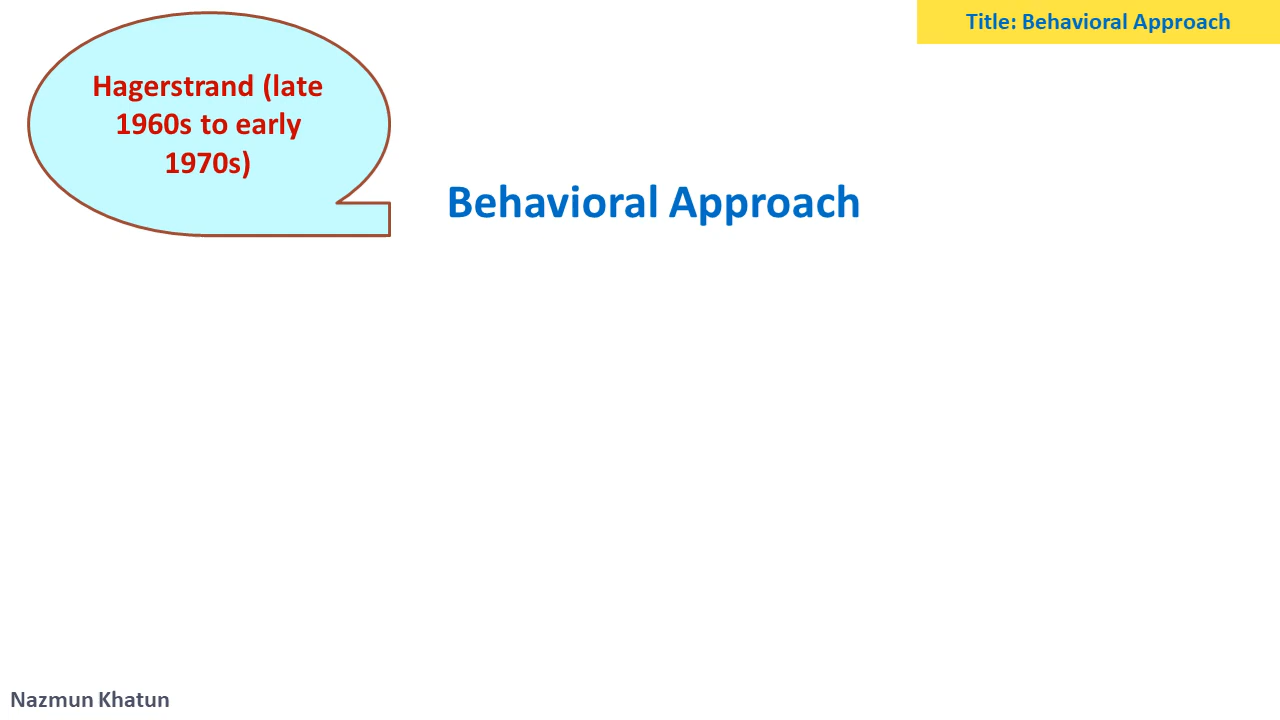 Title: Behavioral Approach
Hagerstrand (late
1960s to early
1970s)
Behavioral Approach
Nazmun Khatun